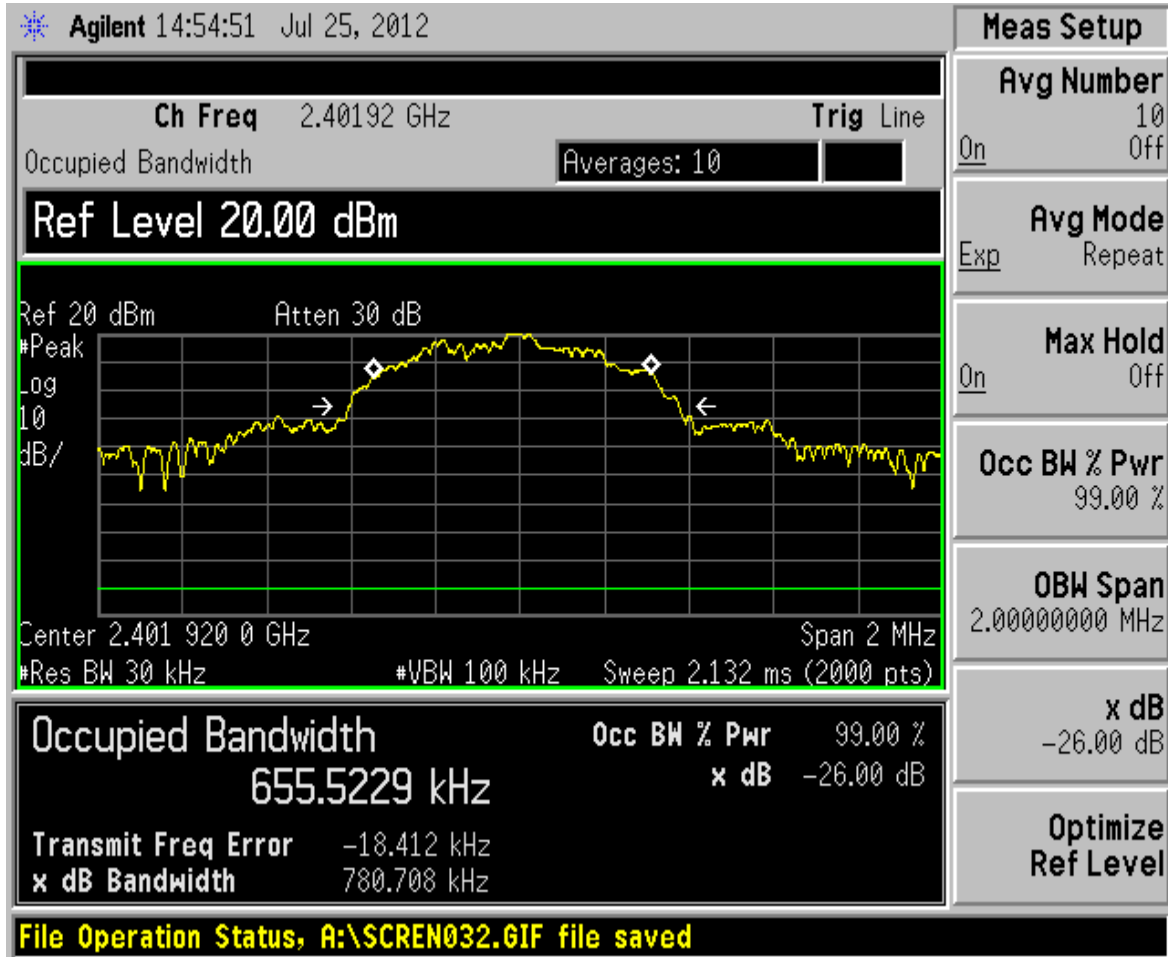 Agilent 14:54:51 Jul 25, 2012
Ch Freq 2.40192 GHz Trig Line
Occupied Bandwidth Averages: 10
Ref Level 20.00 dBm
Ref 20 dBm Atten 30 dB
#Peak
Log
10
dB/
Center 2.401 920 0 GHz Span 2 MHz
#Res BW 30 kHz #VBW 100 kHz Sweep 2.132 ms (2000 pts)
Occupied Bandwidth Occ BW % Pwr 99.00 %
655.5229 kHz x dB -26.00 dB
Transmit Freq Error -18.412 kHz
x dB Bandwidth 780.708 kHz
File Operation Status, A:\SCREN032.GIF file saved
Meas Setup
Avg Number
10
On Off
Avg Mode
Exp Repeat
Max Hold
On Off
Occ BW % Pwr
99.00 %
OBW Span
2.00000000 MHz
x dB
-26.00 dB
Optimize
Ref Level